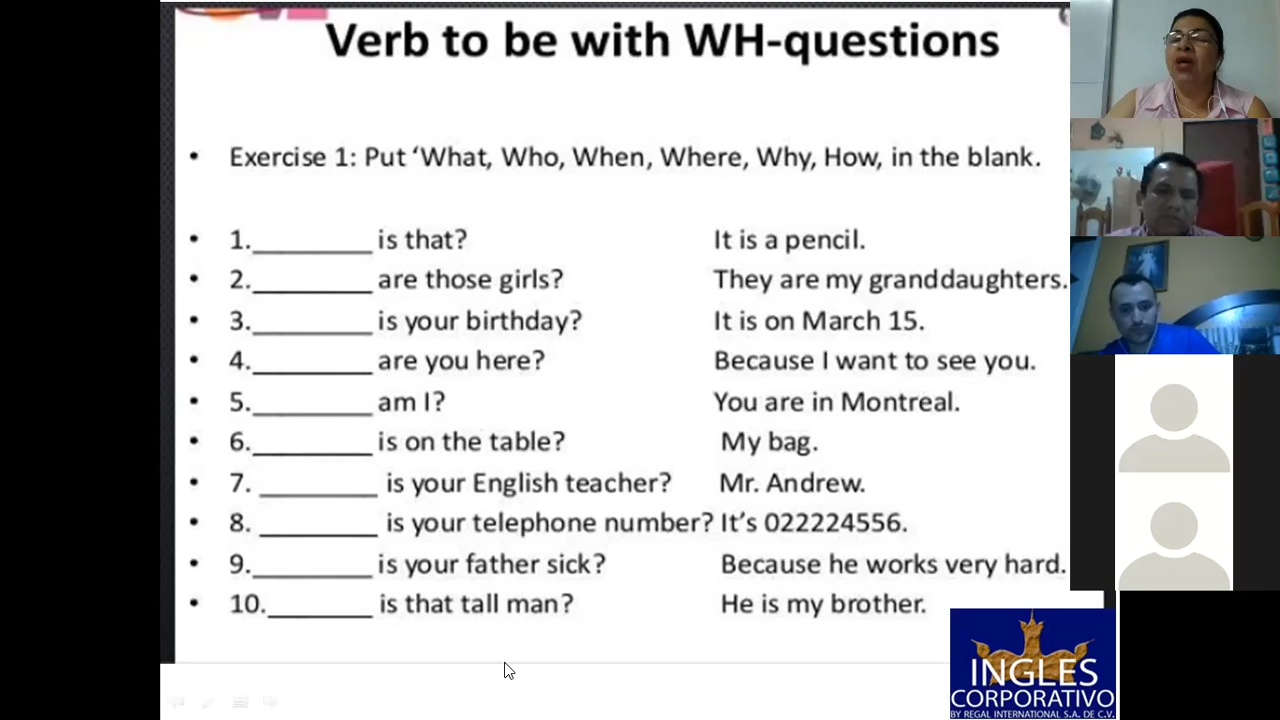 Verb to be with WH-questions
• Exercise 1: Put ‘What, Who, When, Where, Why, How, in the blank.
• 1.________ is that? It is a pencil.
• 2.________ are those girls? They are my granddaughters.
• 3.________ is your birthday? It is on March 15.
• 4.________ are you here? Because I want to see you.
• 5.________ am I? You are in Montreal.
• 6.________ is on the table? My bag.
• 7. ________ is your English teacher? Mr. Andrew.
• 8. ________ is your telephone number? It’s 022224556.
• 9.________ is your father sick? Because he works very hard.
• 10.________ is that tall man? He is my brother.
INGLES
CORPORATIVO
BY REGAL INTERNATIONAL S.A. DE C.V.